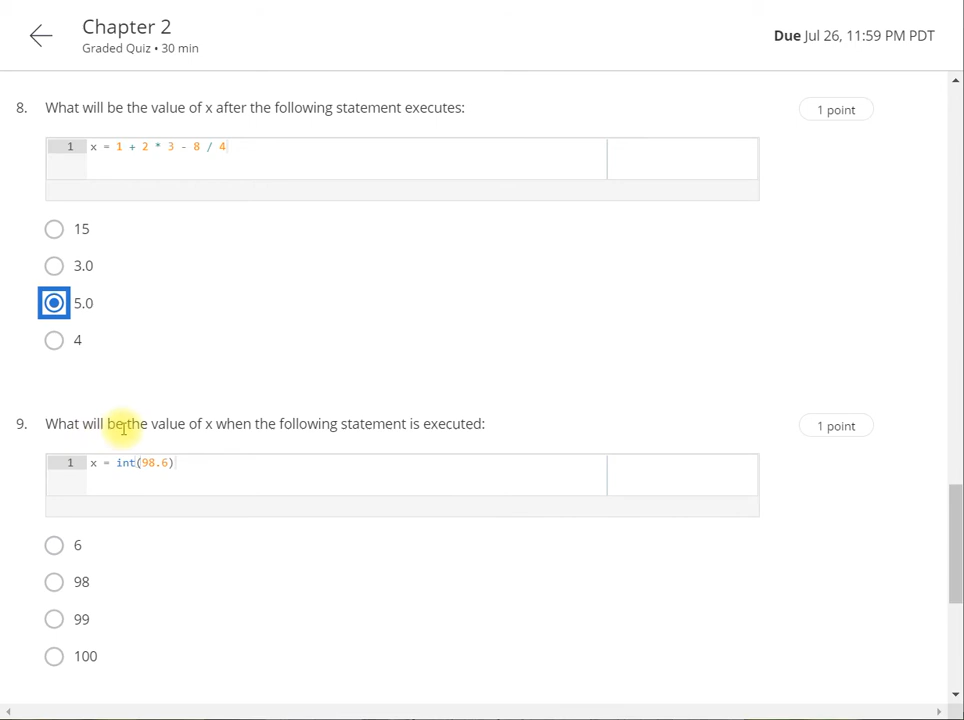 Chapter 2
Graded Quiz • 30 min
Due Jul 26, 11:59 PM PDT
8. What will be the value of x after the following statement executes:
1 point
1 x = 1 + 2 * 3 - 8 / 4
15
3.0
5.0
4
9. What will be the value of x when the following statement is executed:
1 point
1 x = int(98.6)
6
98
99
100